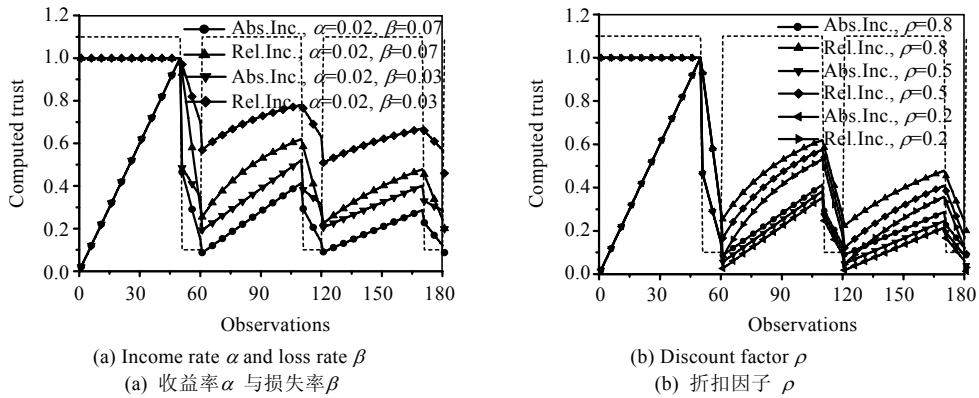 Computed trust
1.2
1.0
0.8
0.6
0.4
0.2
0.0
Abs.Inc., α=0.02, β=0.07
Rel.Inc., α=0.02, β=0.07
Abs.Inc., α=0.02, β=0.03
Rel.Inc., α=0.02, β=0.03
0 30 60 90 120 150 180
Observations
(a) Income rate α and loss rate β
(a) 收益率α 与损失率β
Computed trust
1.2
1.0
0.8
0.6
0.4
0.2
0.0
Abs.Inc., ρ=0.8
Rel.Inc., ρ=0.8
Abs.Inc., ρ=0.5
Rel.Inc., ρ=0.5
Abs.Inc., ρ=0.2
Rel.Inc., ρ=0.2
0 30 60 90 120 150 180
Observations
(b) Discount factor ρ
(b) 折扣因子 ρ